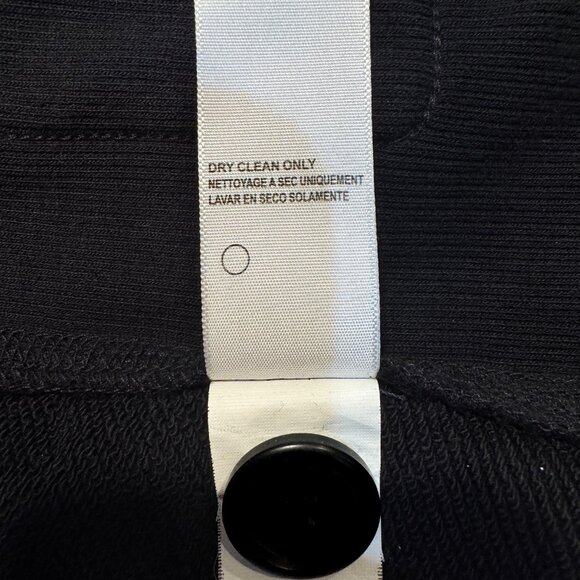 DRY CLEAN ONLY
NETTOYAGE A SEC UNIQUEMENT
LAVAR EN SECO SOLAMENTE